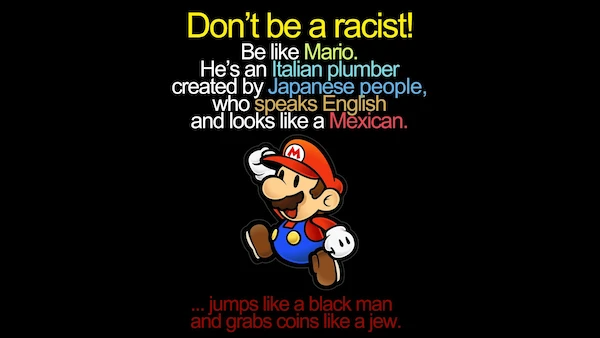 Don't be a racist!
Be like Mario.
He's an Italian plumber
created by Japanese people,
who speaks English
and looks like a Mexican.
M
... jumps like a black man
and grabs coins like a jew.